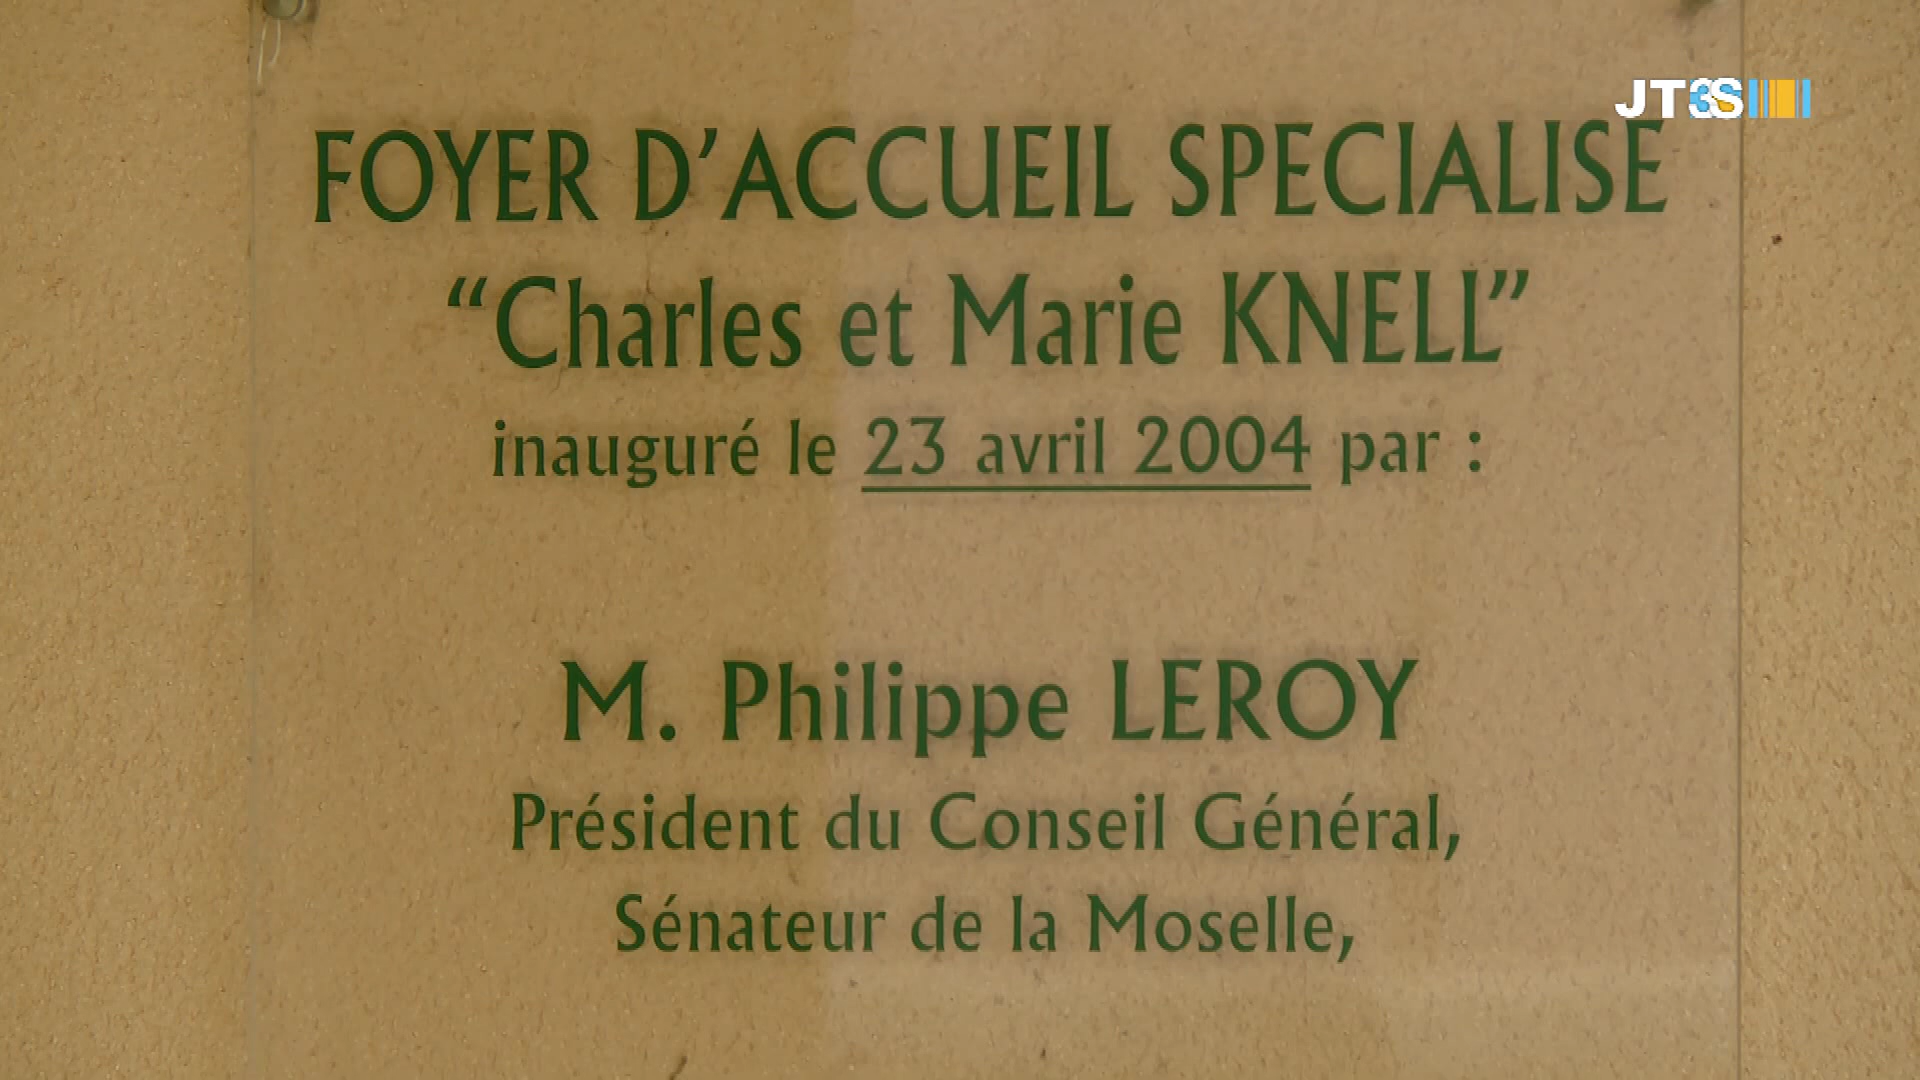 JT3S
FOYER D'ACCUEIL SPECIALISE
“Charles et Marie KNELL”
inauguré le 23 avril 2004 par :
M. Philippe LEROY
Président du Conseil Général,
Sénateur de la Moselle,